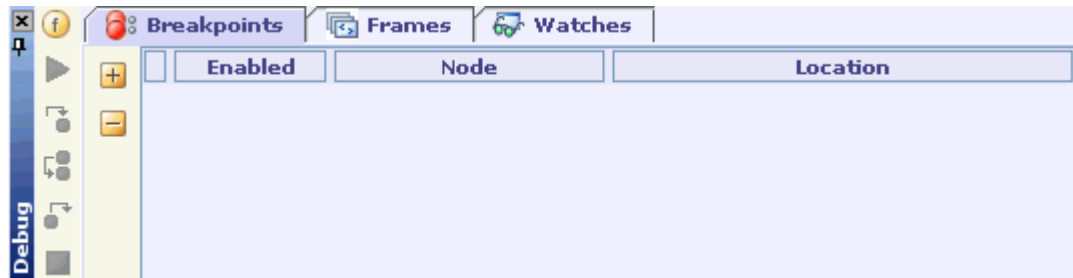 f Breakpoints Frames Watches
Enabled Node Location
Debug